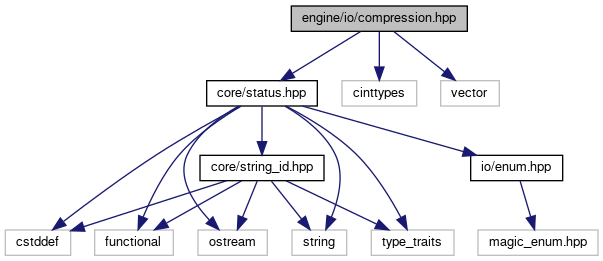 engine/io/compression.hpp
core/status.hpp
cinttypes
vector
core/string_id.hpp
io/enum.hpp
cstddef
functional
ostream
string
type_traits
magic_enum.hpp